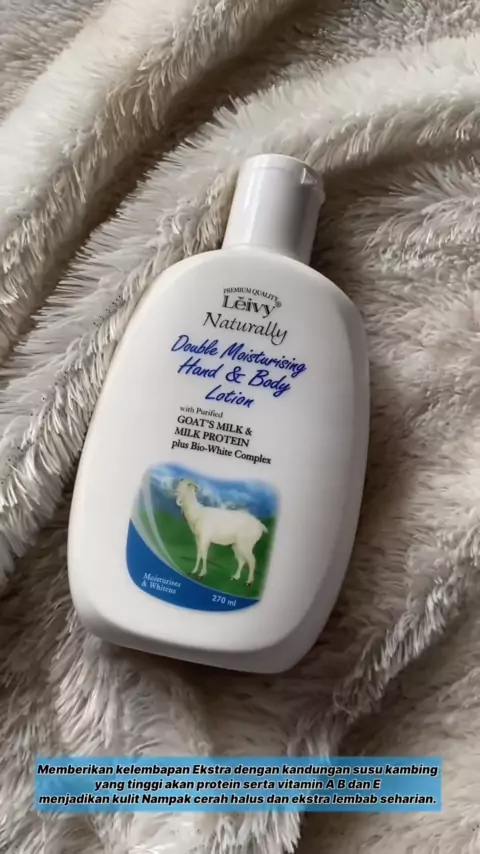 PREMIUM QUALITY
Lěivy®
Naturally
Double Moisturising
Hand & Body
Lotion
with Purified
GOAT'S MILK &
MILK PROTEIN
plus Bio-White Complex
Moisturises
& Whitens
270 ml
Memberikan kelembapan Ekstra dengan kandungan susu kambing
yang tinggi akan protein serta vitamin A B dan E
menjadikan kulit Nampak cerah halus dan ekstra lembab seharian.